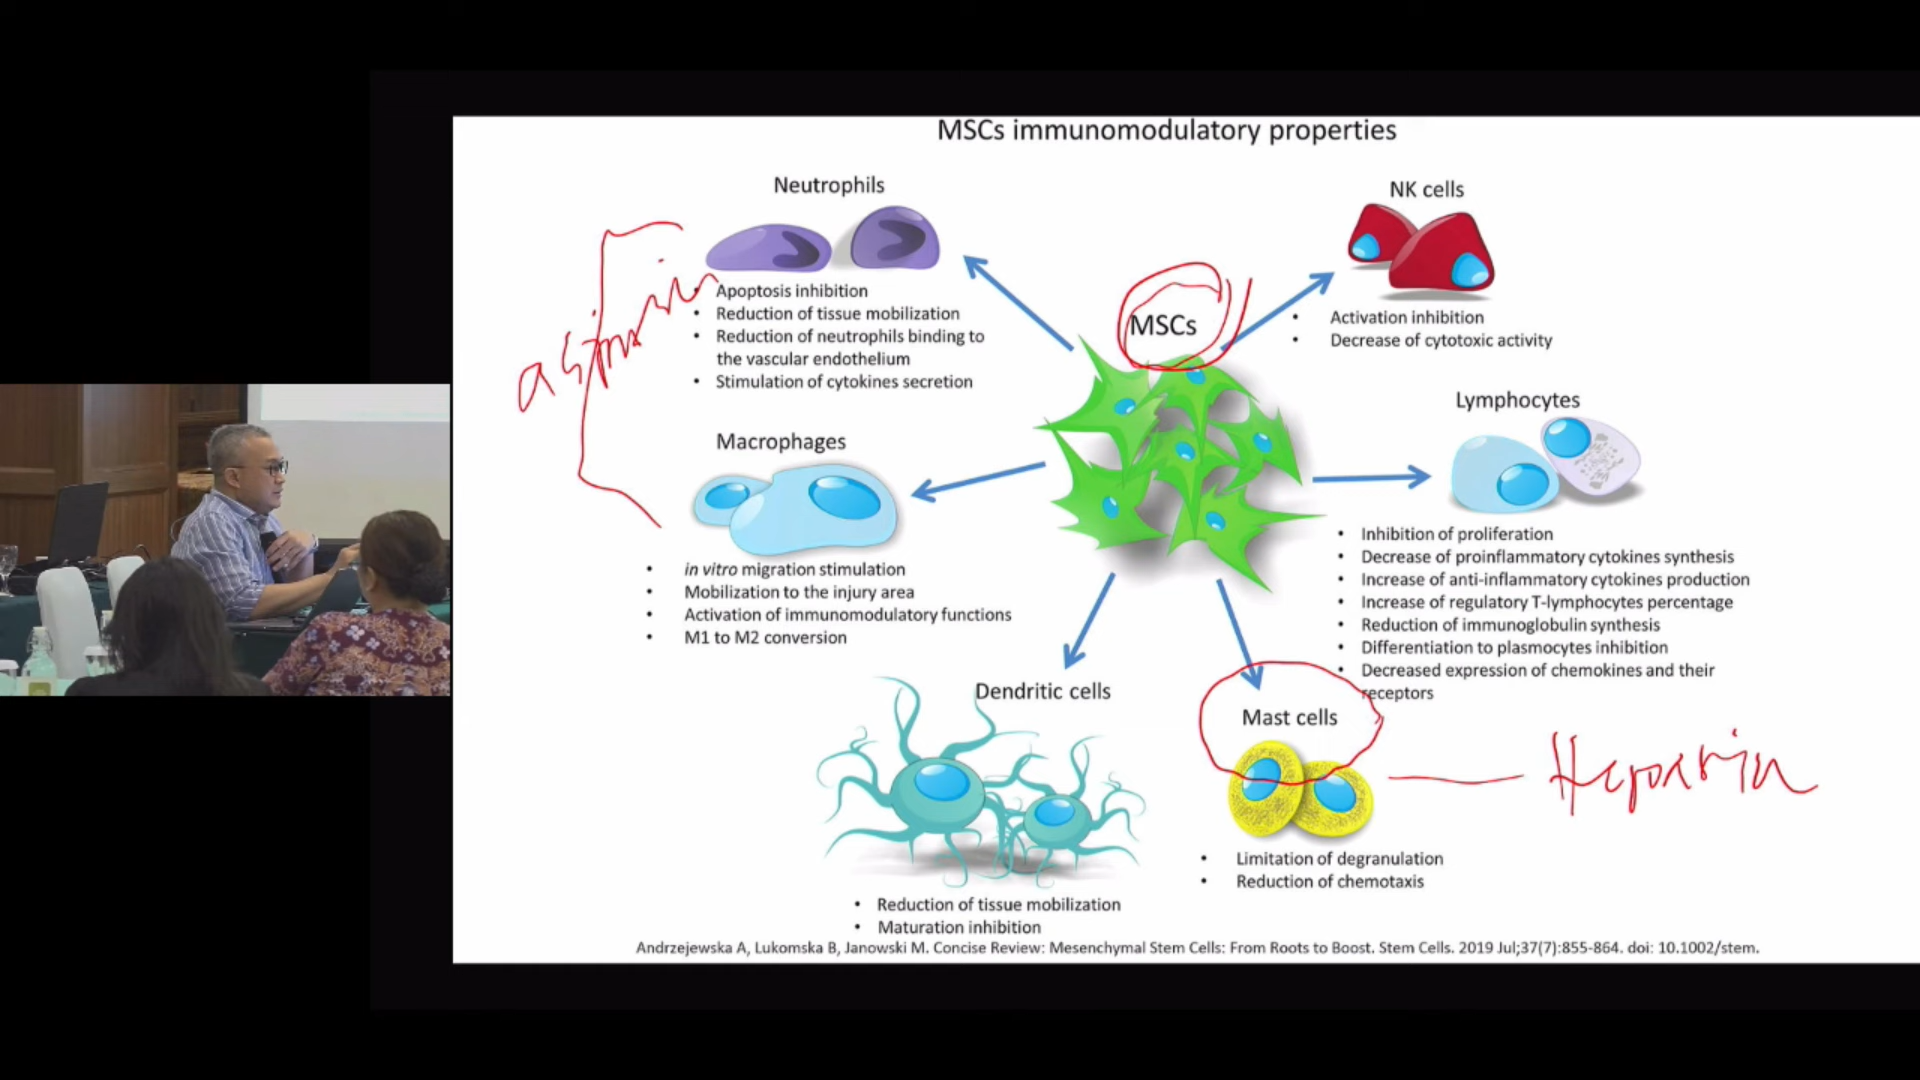 MSCs immunomodulatory properties
Neutrophils
• Apoptosis inhibition
• Reduction of tissue mobilization
• Reduction of neutrophils binding to
the vascular endothelium
• Stimulation of cytokines secretion
aspirin
Macrophages
• in vitro migration stimulation
• Mobilization to the injury area
• Activation of immunomodulatory functions
• M1 to M2 conversion
MSCs
NK cells
• Activation inhibition
• Decrease of cytotoxic activity
Lymphocytes
• Inhibition of proliferation
• Decrease of proinflammatory cytokines synthesis
• Increase of anti-inflammatory cytokines production
• Increase of regulatory T-lymphocytes percentage
• Reduction of immunoglobulin synthesis
• Differentiation to plasmocytes inhibition
• Decreased expression of chemokines and their
receptors
Dendritic cells
• Reduction of tissue mobilization
• Maturation inhibition
Mast cells
Heparin
• Limitation of degranulation
• Reduction of chemotaxis
Andrzejewska A, Lukomska B, Janowski M. Concise Review: Mesenchymal Stem Cells: From Roots to Boost. Stem Cells. 2019 Jul;37(7):855-864. doi: 10.1002/stem.